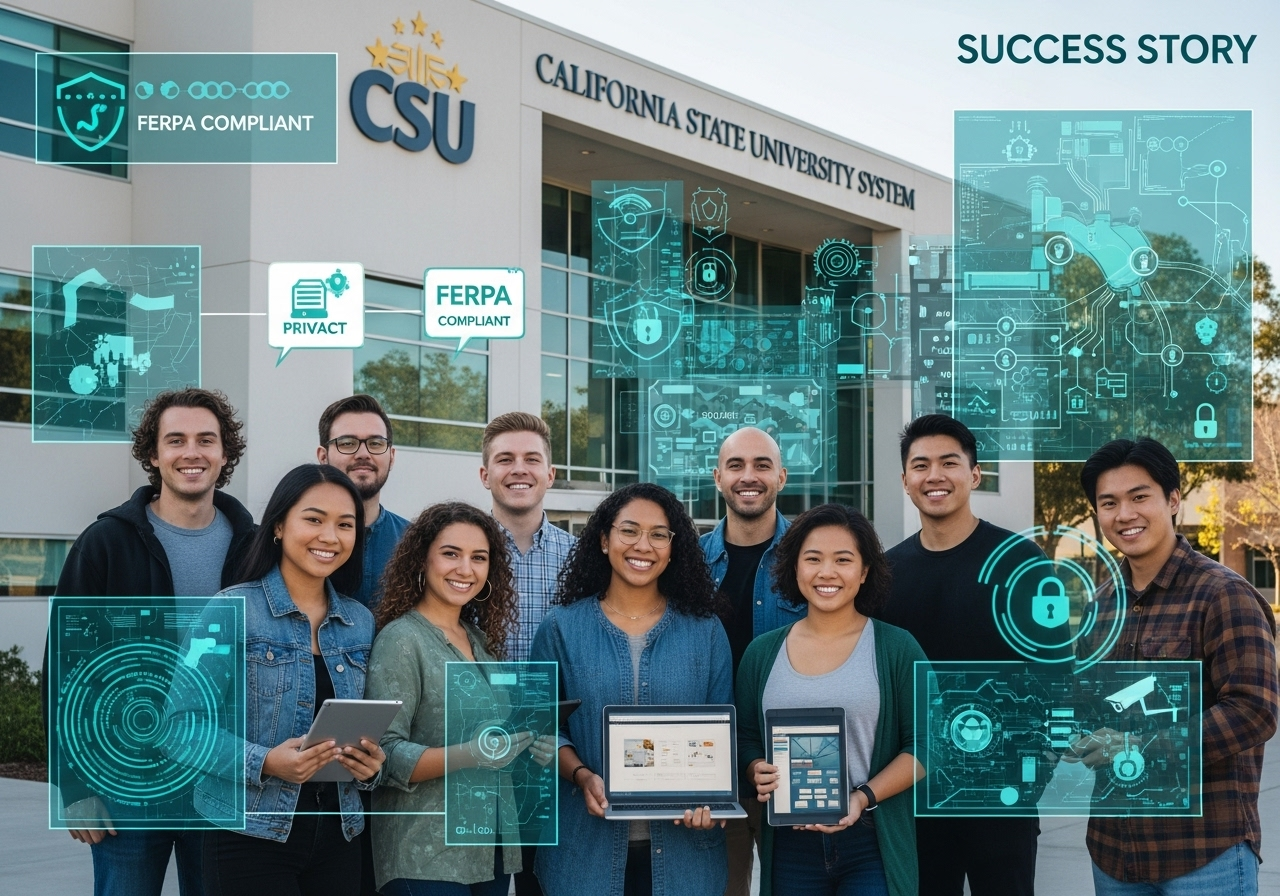 SUCCESS STORY
CSU
CALIFORNIA STATE UNIVERSITY SYSTEM
FERPA COMPLIANT
PRIVACT
FERPA
COMPLIANT